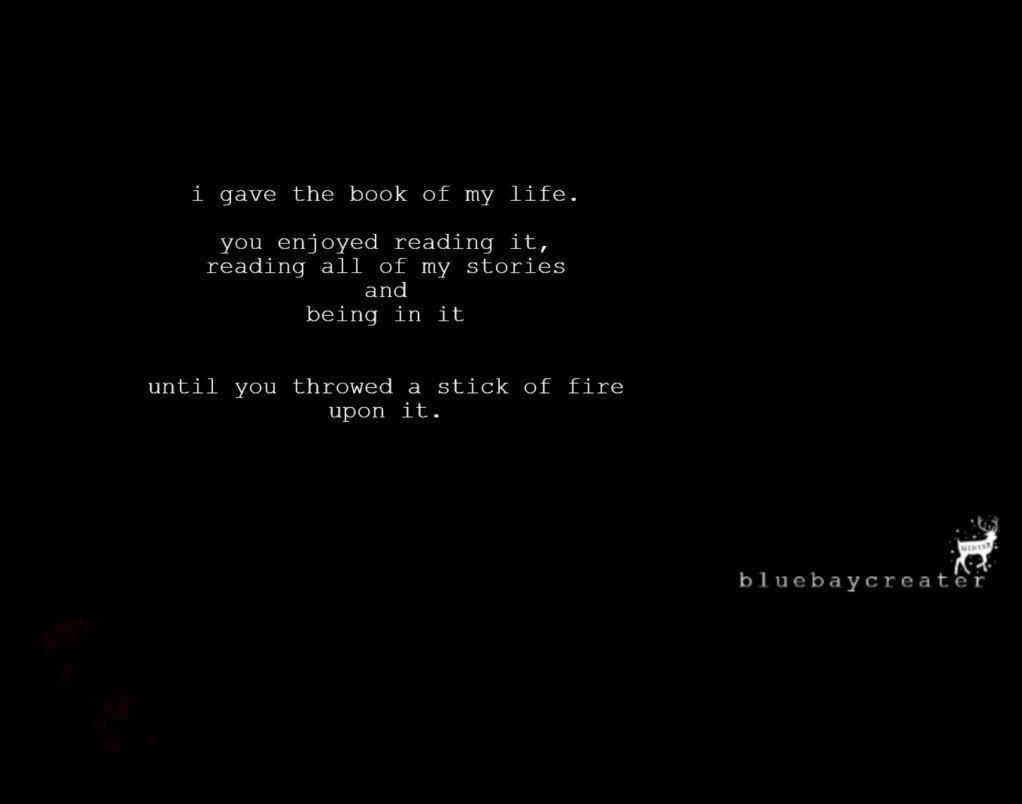 i gave the book of my life.
you enjoyed reading it,
reading all of my stories
and
being in it
until you throwed a stick of fire
upon it.
WINTER
bluebaycreater